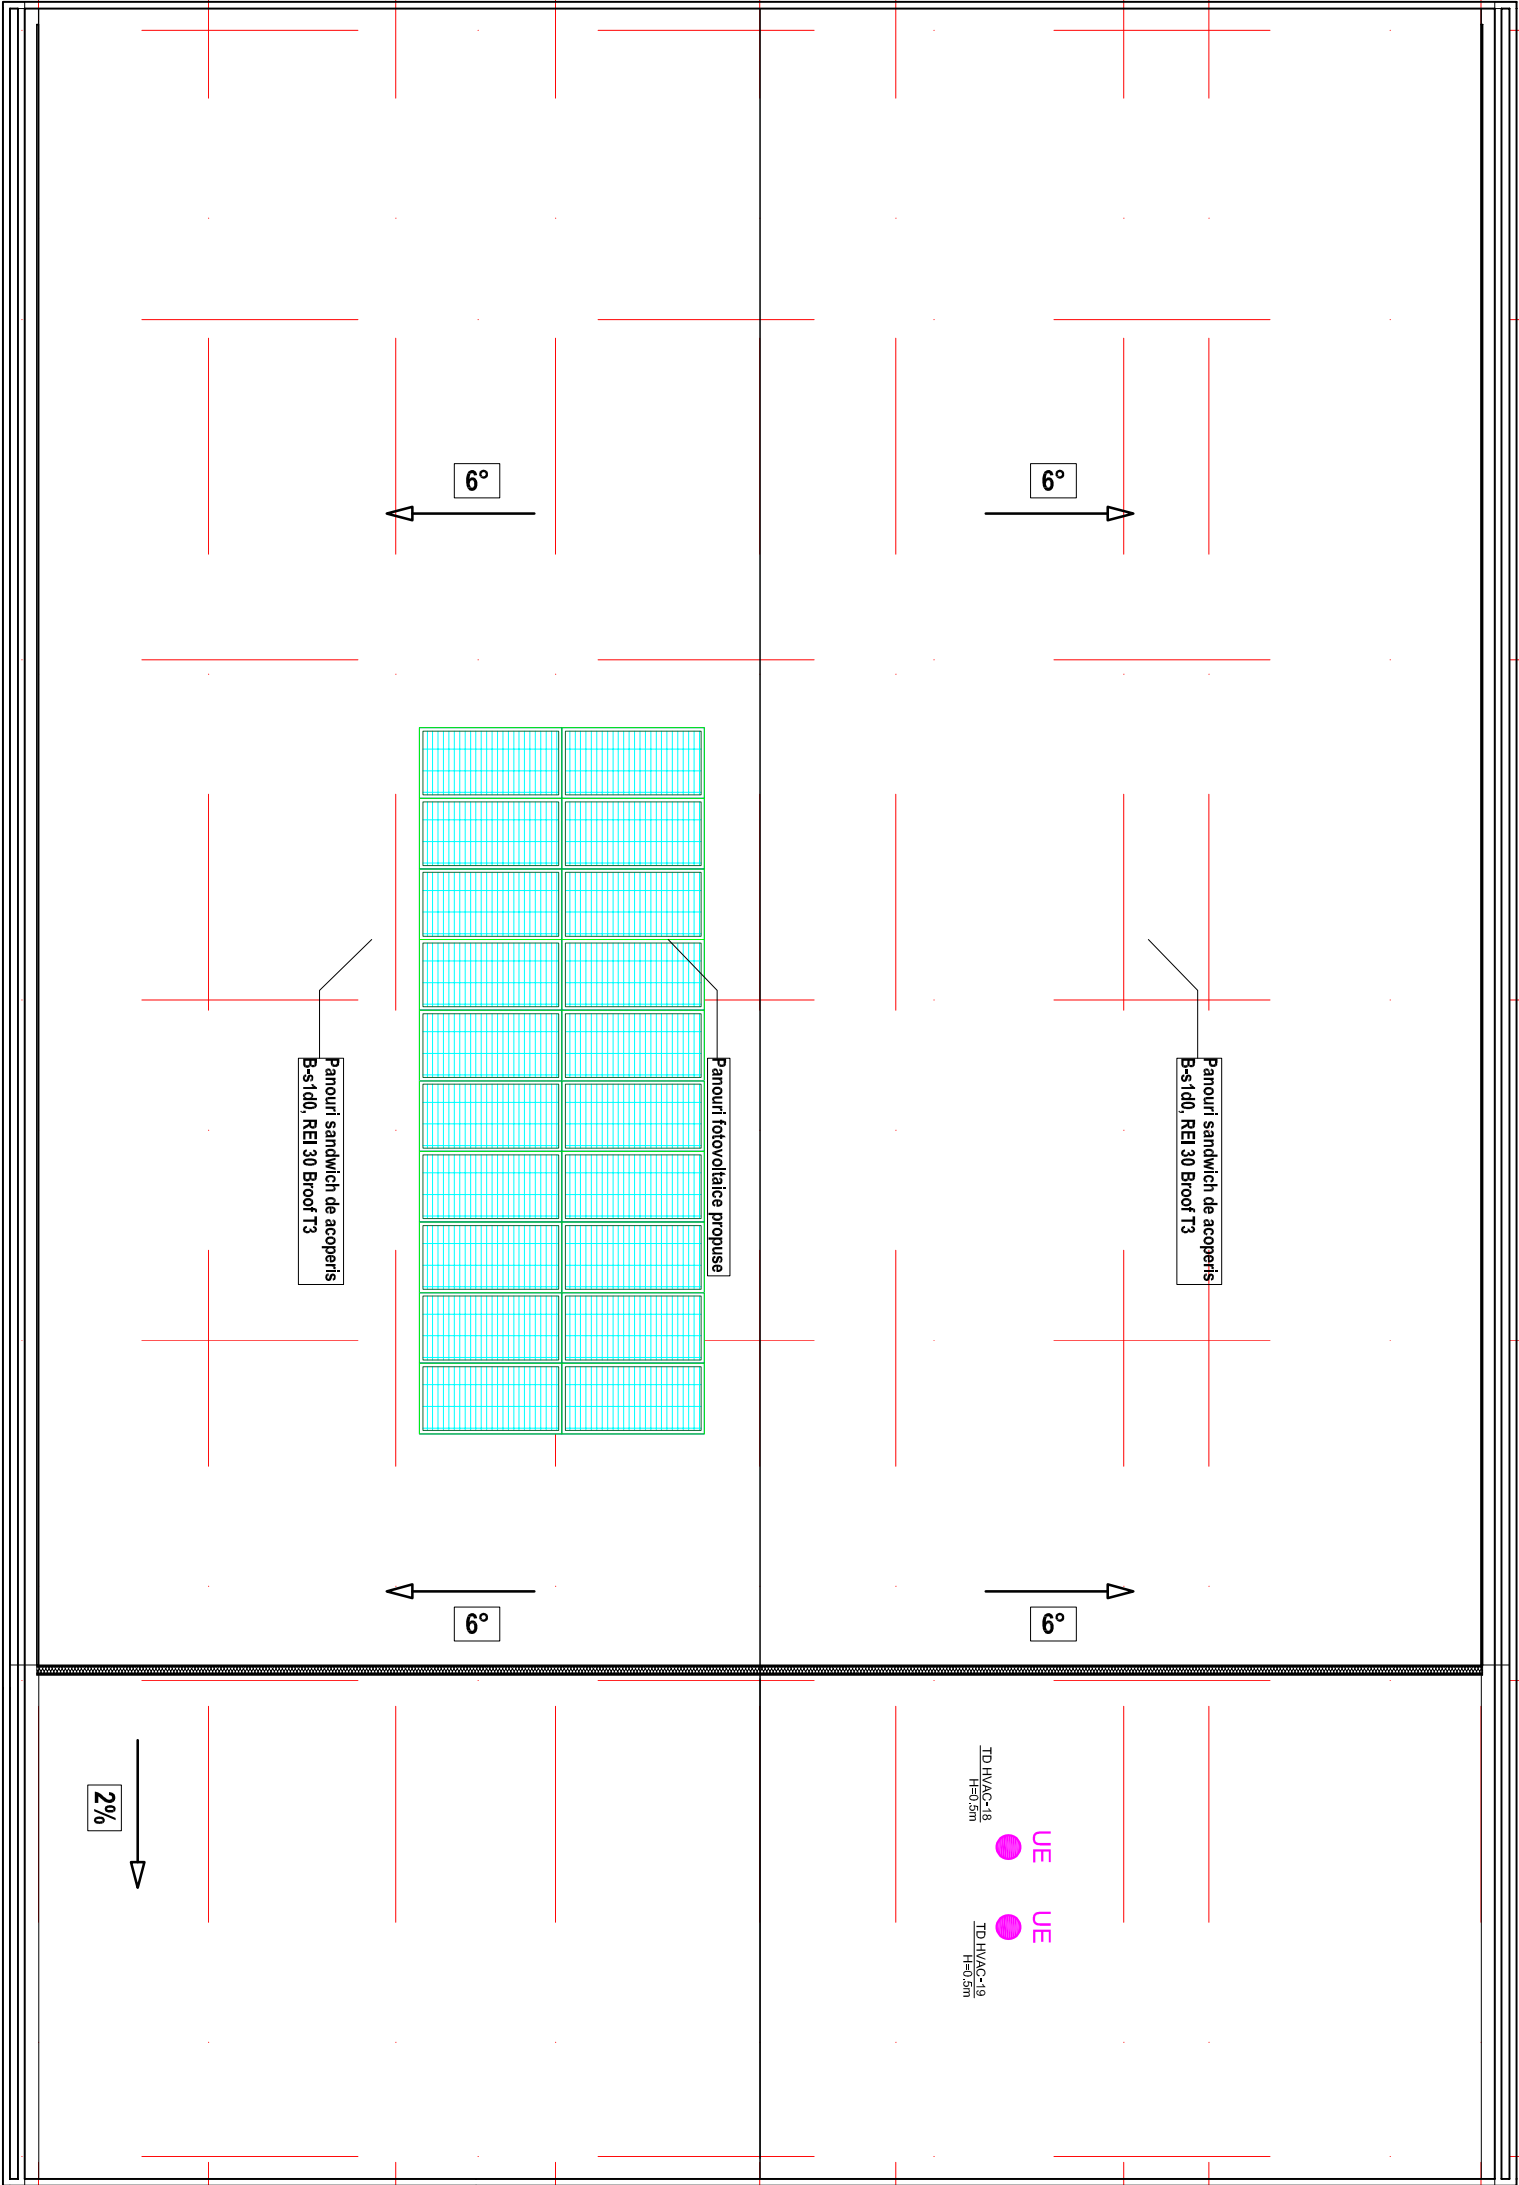 6°
6°
Panouri sandwich de acoperis
B-s1d0, REI 30 Broof T3
Panouri fotovoltaice propuse
Panouri sandwich de acoperis
B-s1d0, REI 30 Broof T3
6°
6°
2%
TD HVAC-18
H=0.5m
UE
UE
TD HVAC-19
H=0.5m